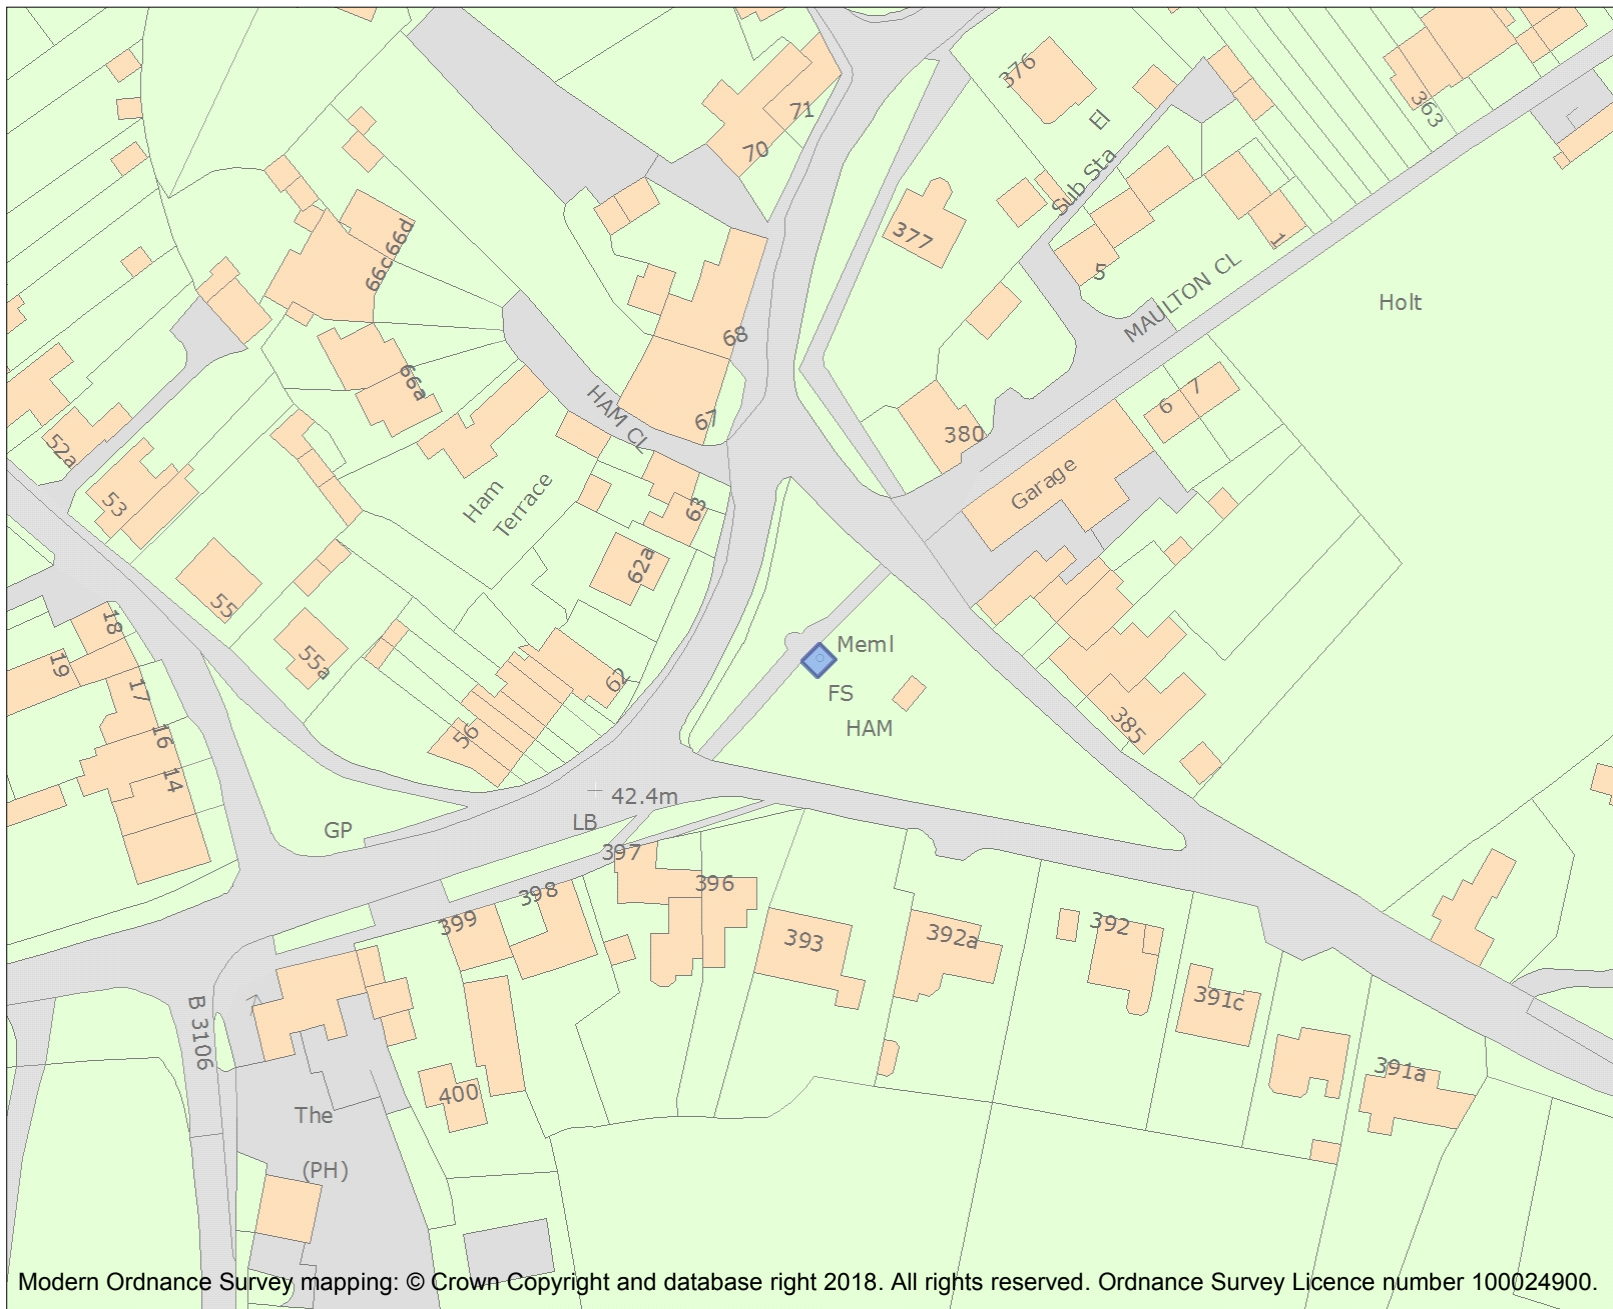 376
71
El
363
70
Sub Sta
66d
377
1
66c
5
MAULTON CL
Holt
68
66a
7
HAM CL
6
67
52a
380
Garage
Ham
Terrace
53
63
62a
55
18
Meml
19
55a
62
17
FS
HAM
56
16
385
14
42.4m
LB
GP
397
396
398
399
393
392a
392
391c
B 3106
391a
400
The
(PH)
Modern Ordnance Survey mapping: © Crown Copyright and database right 2018. All rights reserved. Ordnance Survey Licence number 100024900.